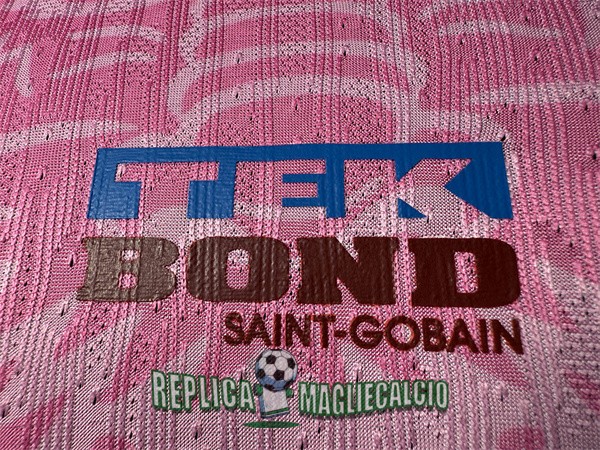 TEK
BOND
SAINT-GOBAIN
REPLICA MAGLIECALCIO